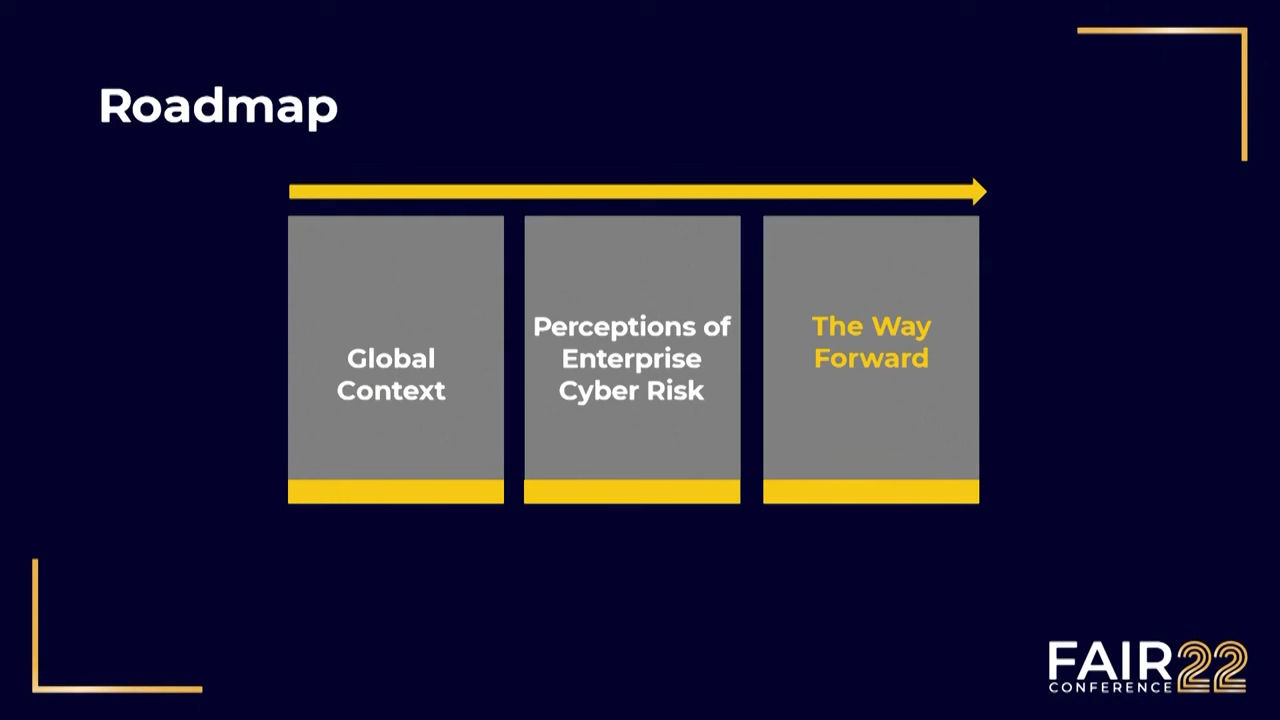 Roadmap
Global
Context
Perceptions of
Enterprise
Cyber Risk
The Way
Forward
FAIR22
CONFERENCE